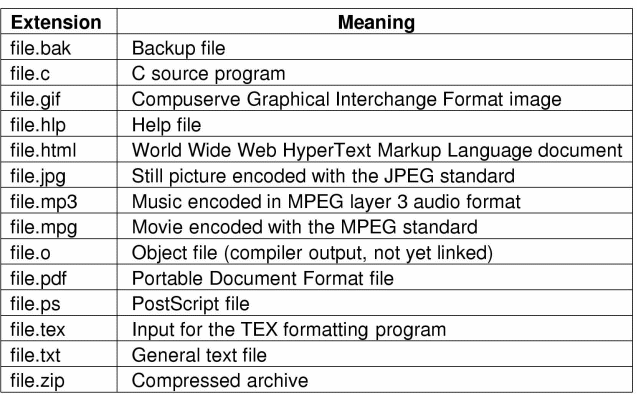 Extension Meaning
file.bak Backup file
file.c C source program
file.gif Compuserve Graphical Interchange Format image
file.hlp Help file
file.html World Wide Web HyperText Markup Language document
file.jpg Still picture encoded with the JPEG standard
file.mp3 Music encoded in MPEG layer 3 audio format
file.mpg Movie encoded with the MPEG standard
file.o Object file (compiler output, not yet linked)
file.pdf Portable Document Format file
file.ps PostScript file
file.tex Input for the TEX formatting program
file.txt General text file
file.zip Compressed archive